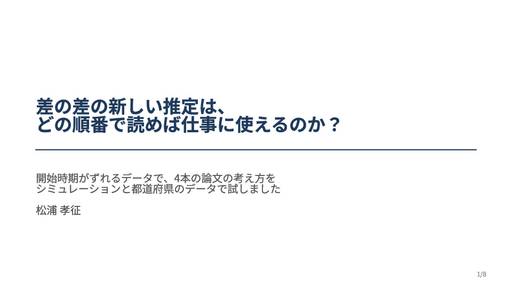 差の差の新しい推定は、
どの順番で読めば仕事に使えるのか？
開始時期がずれるデータで、4本の論文の考え方を
シミュレーションと都道府県のデータで試しました
松浦 孝征
1/8